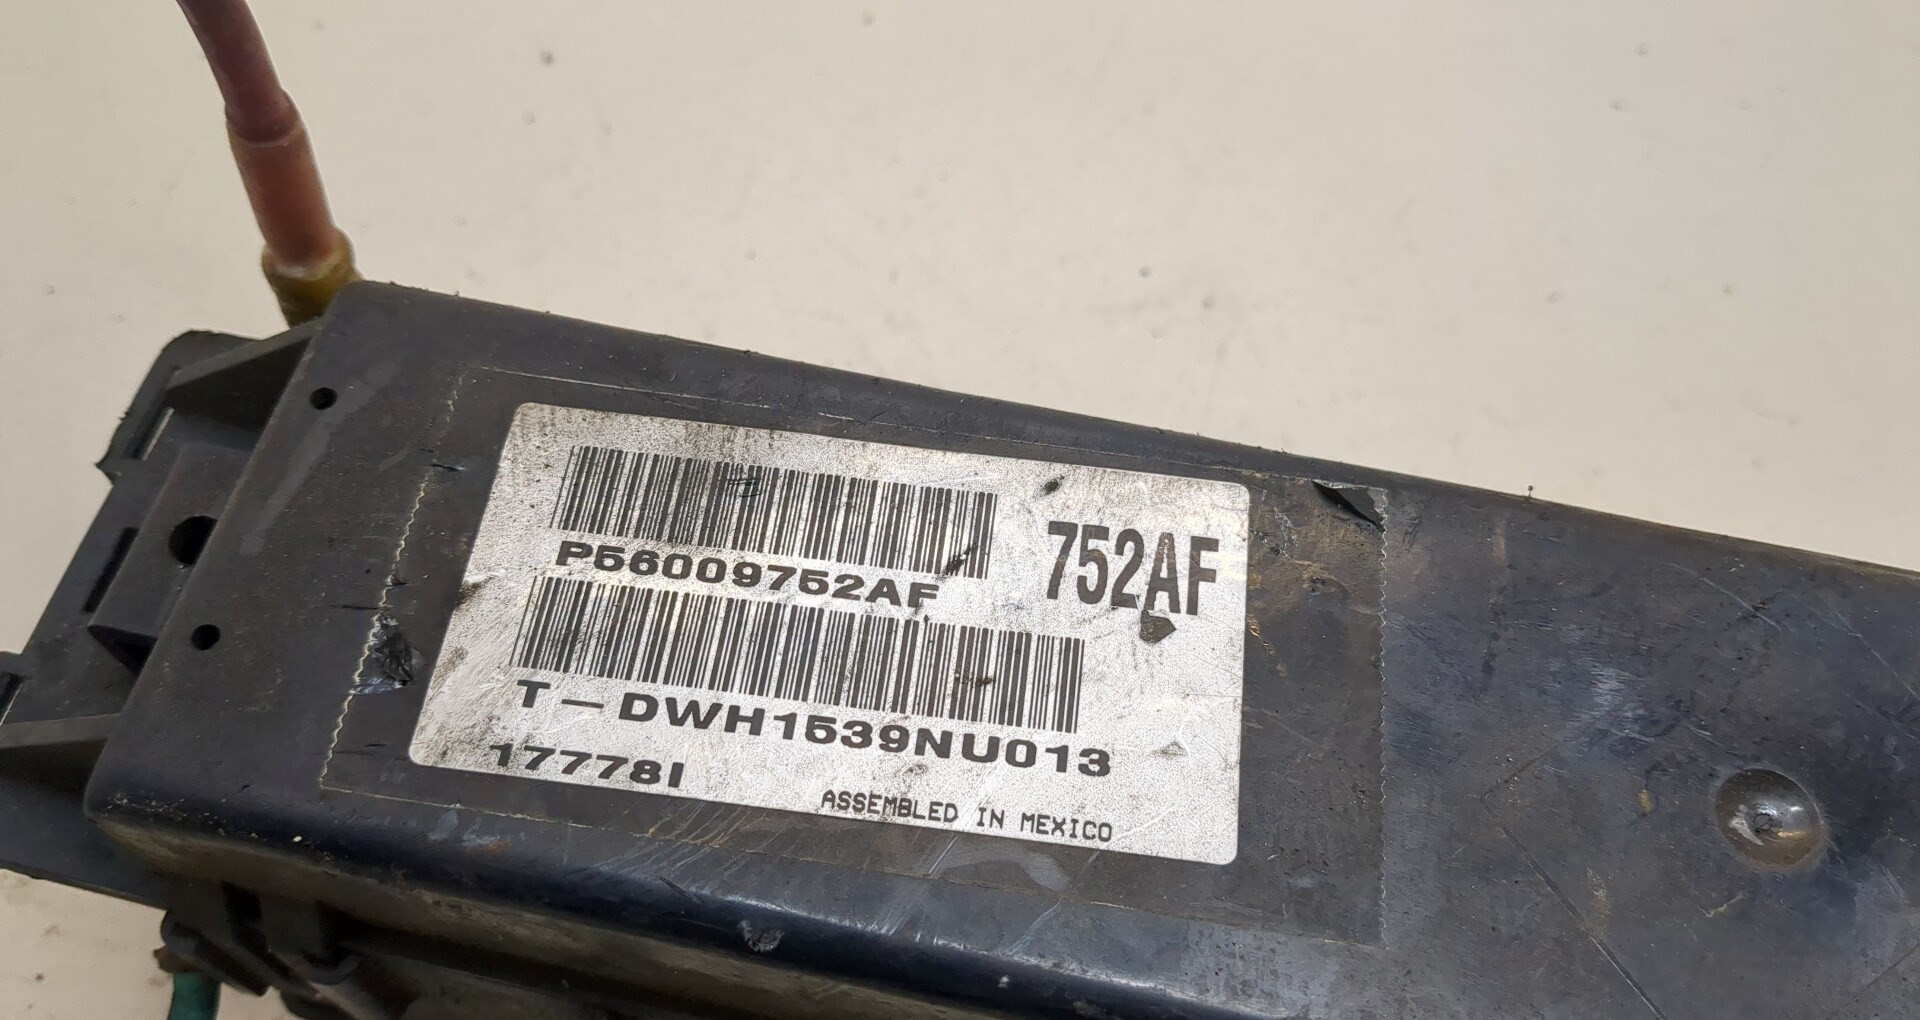 P56009752AF
752AF
T-DWH1539NU013
17778I
ASSEMBLED IN MEXICO